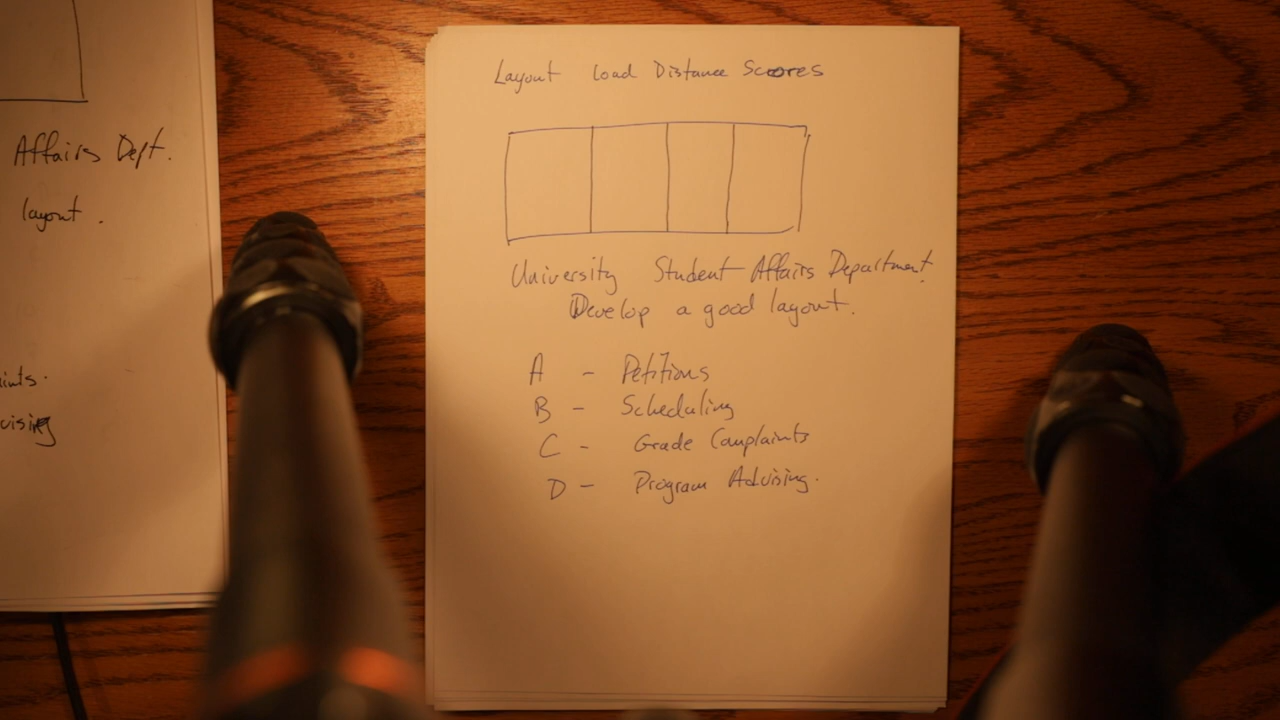 Affairs Dept.
layout.
Layout Load Distance Scores
University Student Affairs Department
Develop a good layout.
A - Petitions
B - Scheduling
C - Grade Complaints
D - Program Advising.